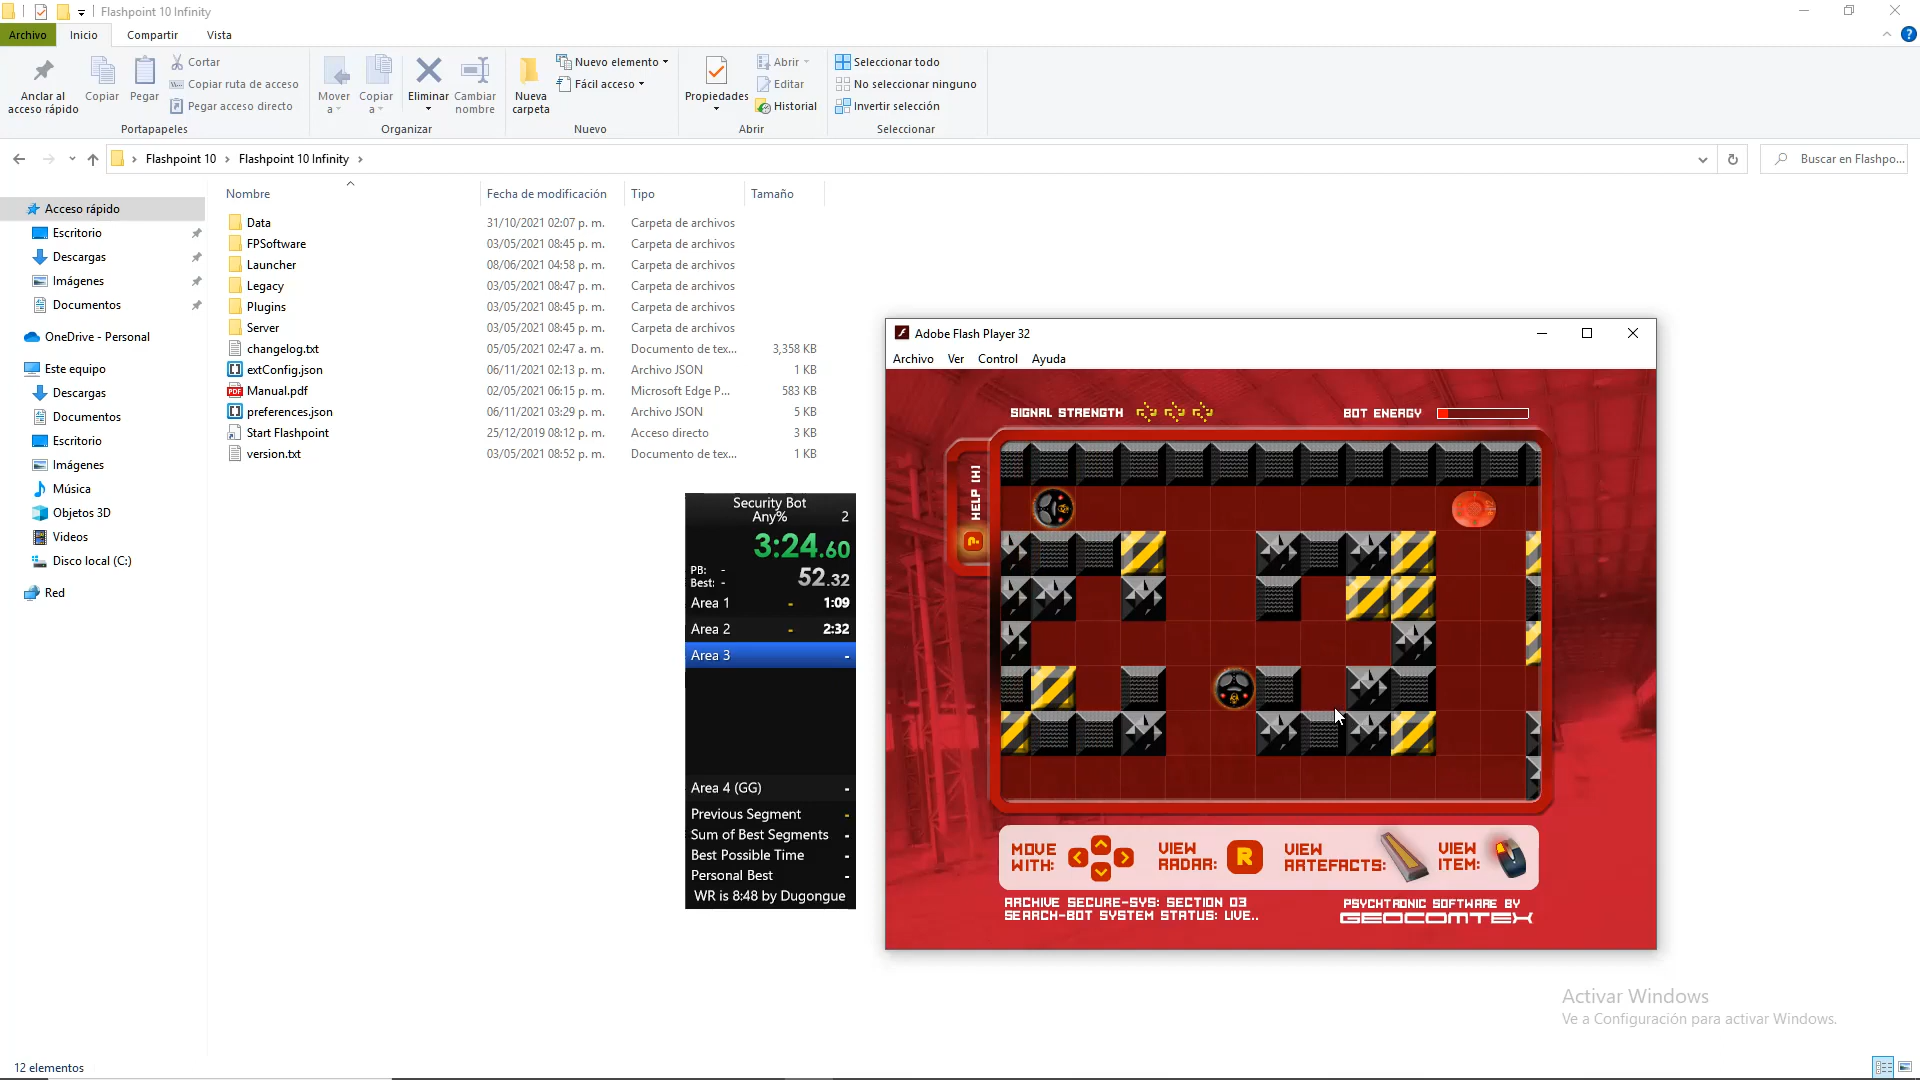 Flashpoint 10 Infinity
Archivo Inicio Compartir Vista
Anclar al acceso rápido
Copiar
Pegar
Cortar
Copiar ruta de acceso
Pegar acceso directo
Portapapeles
Mover a
Copiar a
Eliminar
Cambiar nombre
Organizar
Nueva carpeta
Nuevo elemento
Fácil acceso
Nuevo
Propiedades
Abrir
Editar
Historial
Abrir
Seleccionar todo
No seleccionar ninguno
Invertir selección
Seleccionar
Flashpoint 10 › Flashpoint 10 Infinity ›
Buscar en Flashpo...
Acceso rápido
Escritorio
Descargas
Imágenes
Documentos
OneDrive - Personal
Este equipo
Descargas
Documentos
Escritorio
Imágenes
Música
Objetos 3D
Videos
Disco local (C:)
Red
Nombre Fecha de modificación Tipo Tamaño
Data 31/10/2021 02:07 p. m. Carpeta de archivos
FPSoftware 03/05/2021 08:45 p. m. Carpeta de archivos
Launcher 08/06/2021 04:58 p. m. Carpeta de archivos
Legacy 03/05/2021 08:47 p. m. Carpeta de archivos
Plugins 03/05/2021 08:45 p. m. Carpeta de archivos
Server 03/05/2021 08:45 p. m. Carpeta de archivos
changelog.txt 05/05/2021 02:47 a. m. Documento de tex... 3,358 KB
extConfig.json 06/11/2021 02:13 p. m. Archivo JSON 1 KB
Manual.pdf 02/05/2021 06:15 p. m. Microsoft Edge P... 583 KB
preferences.json 06/11/2021 03:29 p. m. Archivo JSON 5 KB
Start Flashpoint 25/12/2019 08:12 p. m. Acceso directo 3 KB
version.txt 03/05/2021 08:52 p. m. Documento de tex... 1 KB
Security Bot
Any% 2
3:24.60
PB: -
Best: -
52.32
Area 1 - 1:09
Area 2 - 2:32
Area 3 -
Area 4 (GG) -
Previous Segment -
Sum of Best Segments -
Best Possible Time -
Personal Best -
WR is 8:48 by Dugongue
Adobe Flash Player 32
Archivo Ver Control Ayuda
SIGNAL STRENGTH
BOT ENERGY
HELP [H]
?
MOVE WITH:
VIEW RADAR: R
VIEW ARTEFACTS:
VIEW ITEM:
ARCHIVE SECURE-SYS: SECTION 03
SEARCH-BOT SYSTEM STATUS: LIVE..
PSYCHTRONIC SOFTWARE BY
GEOCOMTEX
Activar Windows
Ve a Configuración para activar Windows.
12 elementos